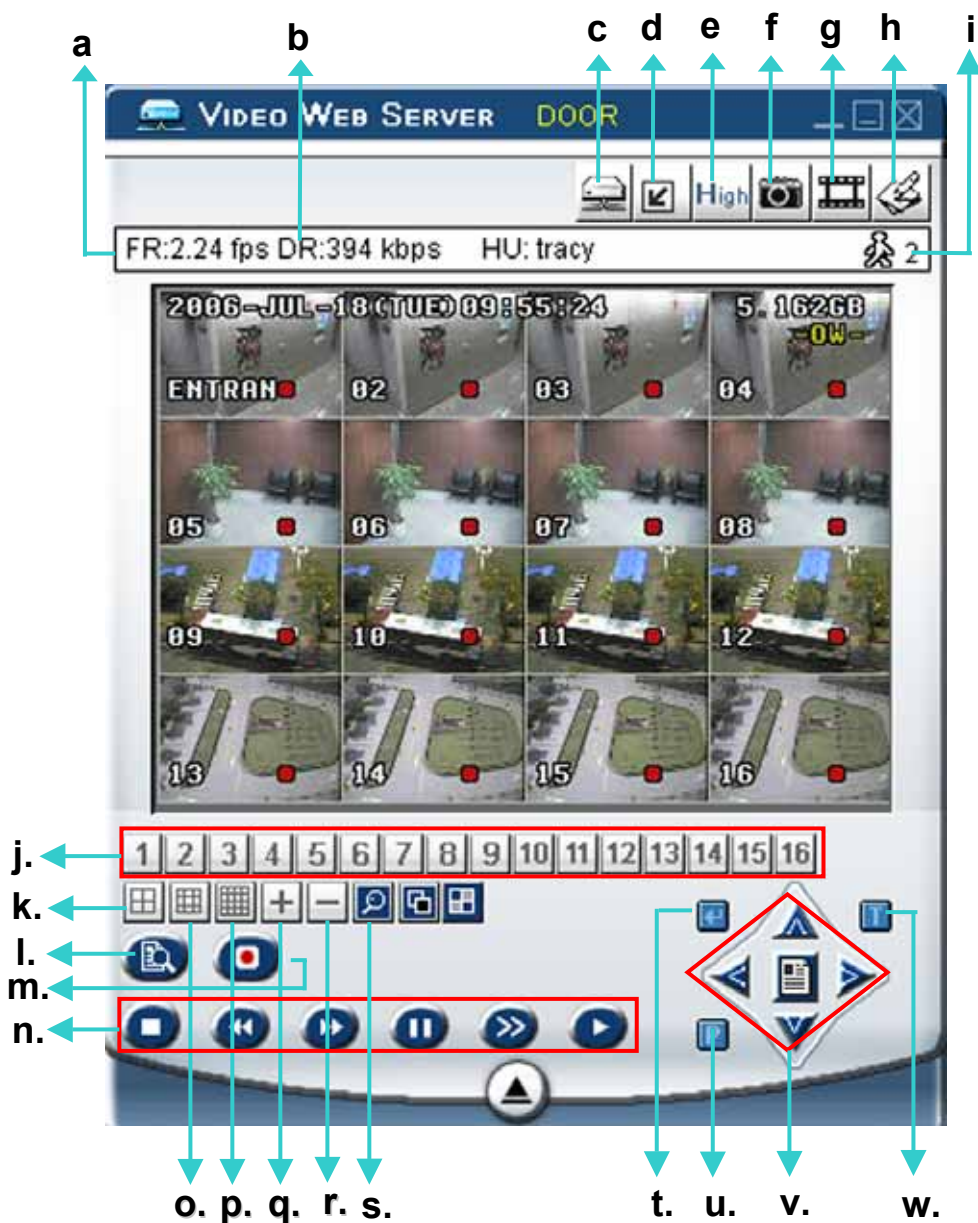 a b c d e f g h i
VIDEO WEB SERVER DOOR
High
FR:2.24 fps DR:394 kbps HU: tracy 2
2006-JUL-18(TUE)09:55:24 5.162GB
-OW-
ENTRAN 02 03 04
05 06 07 08
09 10 11 12
13 14 15 16
j. 1 2 3 4 5 6 7 8 9 10 11 12 13 14 15 16
k.
T
l.
m.
n.
P
o. p. q. r. s. t. u. v. w.